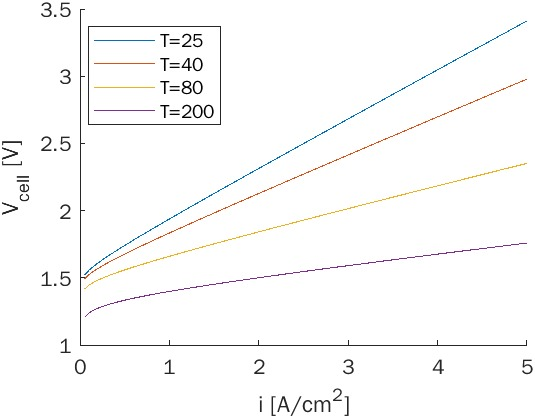 3.5
3
2.5
2
1.5
1
V_cell [V]
T=25
T=40
T=80
T=200
0 1 2 3 4 5
i [A/cm²]